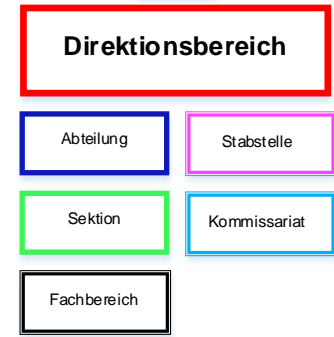 Direktionsbereich
Abteilung
Stabstelle
Sektion
Kommissariat
Fachbereich